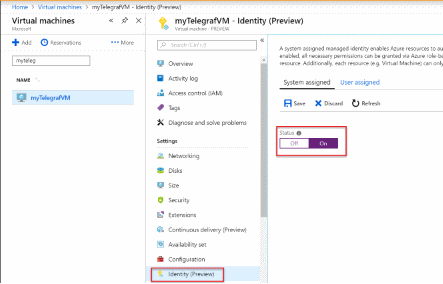 Home > Virtual machines > myTelegrafVM - Identity (Preview)
Virtual machines
Microsoft
Add
Reservations
More
myteleg
NAME
myTelegrafVM
myTelegrafVM - Identity (Preview)
Virtual machine
Search (Ctrl+/)
Overview
Activity log
Access control (IAM)
Tags
Diagnose and solve problems
Settings
Networking
Disks
Size
Security
Extensions
Continuous delivery (Preview)
Availability set
Configuration
Identity (Preview)
A system assigned managed identity enables Azure resources to au
enabled, all necessary permissions can be granted via Azure role-ba
resource. Additionally, each resource (e.g. Virtual Machine) can only
System assigned
User assigned
Save
Discard
Refresh
Status
Off
On